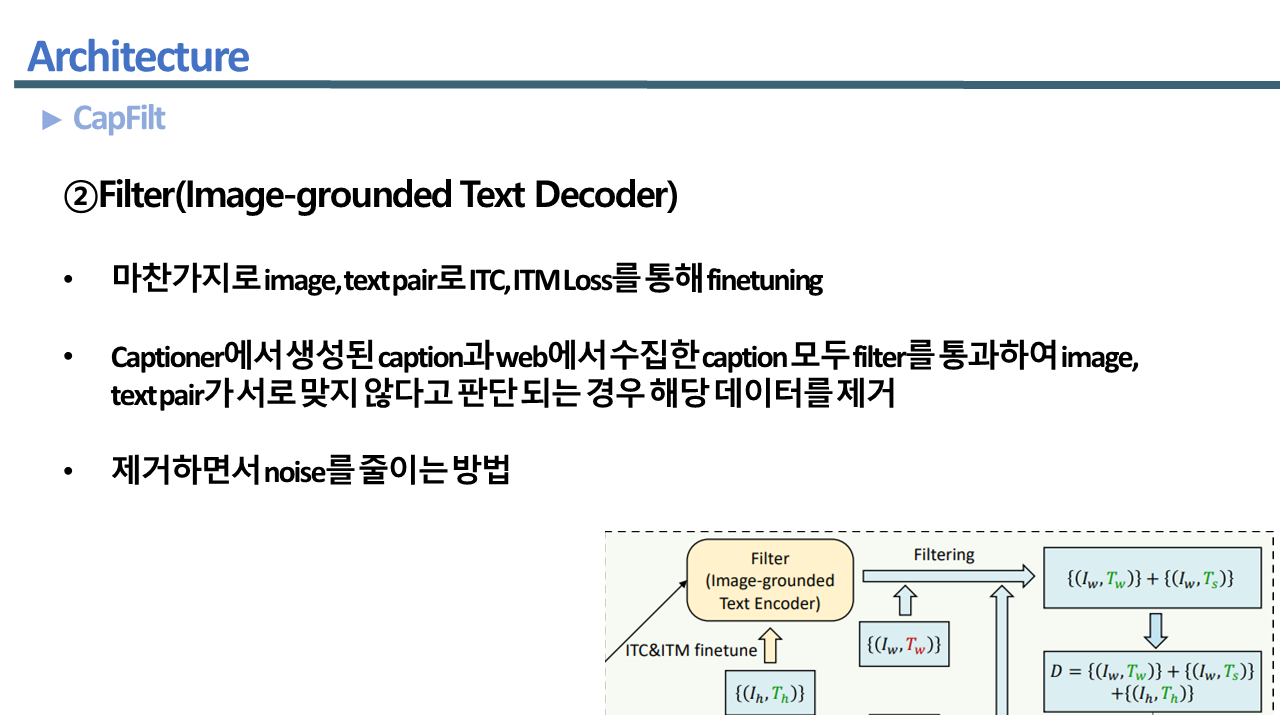 Architecture
► CapFilt
②Filter(Image-grounded Text Decoder)
• 마찬가지로 image, text pair로 ITC, ITM Loss를 통해 finetuning
• Captioner에서 생성된 caption과 web에서 수집한 caption 모두 filter를 통과하여 image,
text pair가 서로 맞지 않다고 판단 되는 경우 해당 데이터를 제거
• 제거하면서 noise를 줄이는 방법
Filter
(Image-grounded
Text Encoder)
Filtering
{(I_w, T_w)} + {(I_w, T_s)}
ITC&ITM finetune
{(I_w, T_w)}
{(I_h, T_h)}
D = {(I_w, T_w)} + {(I_w, T_s)}
+{(I_h, T_h)}